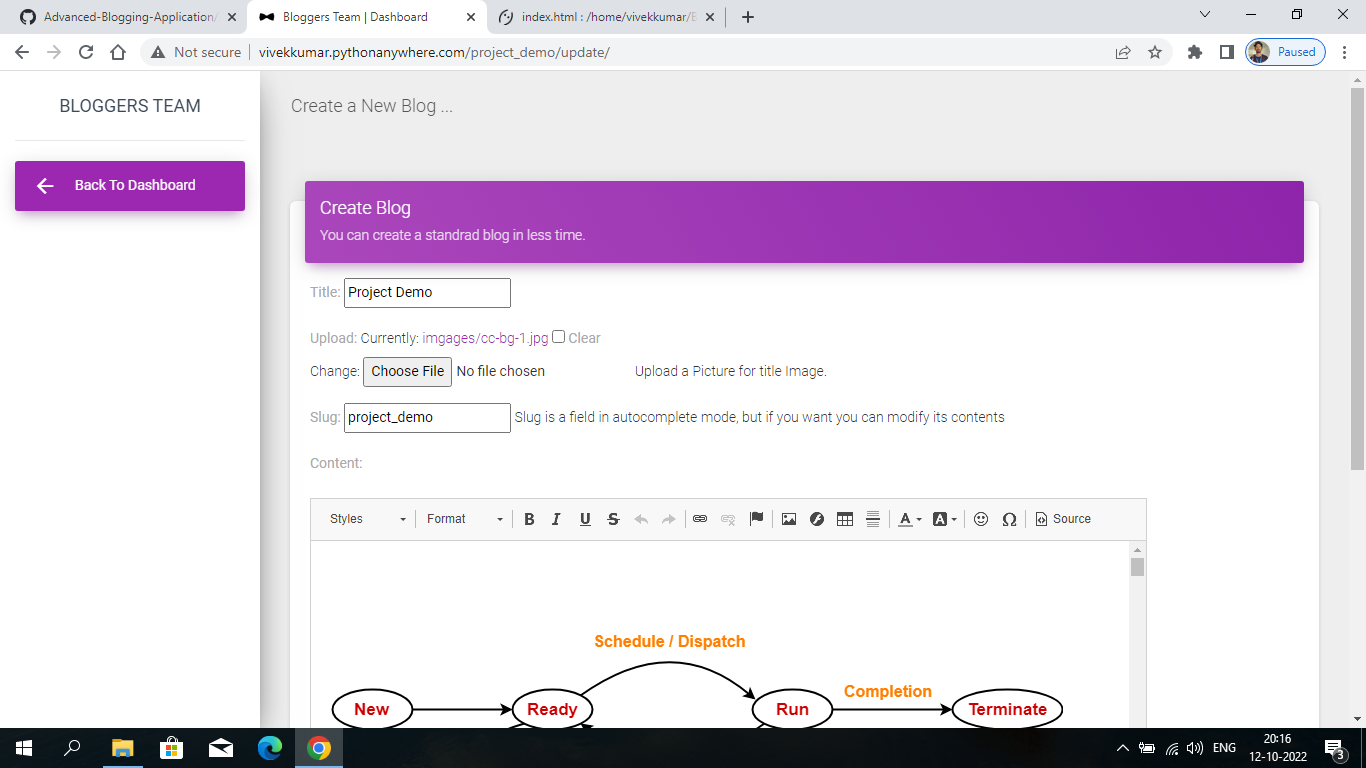 Advanced-Blogging-Application/
Bloggers Team | Dashboard
index.html : /home/vivekkumar/B
Not secure
vivekkumar.pythonanywhere.com/project_demo/update/
Paused
BLOGGERS TEAM
Back To Dashboard
Create a New Blog ...
Create Blog
You can create a standrad blog in less time.
Title: Project Demo
Upload: Currently: imgages/cc-bg-1.jpg Clear
Change: Choose File No file chosen Upload a Picture for title Image.
Slug: project_demo Slug is a field in autocomplete mode, but if you want you can modify its contents
Content:
Styles Format B I U S A A Ω Source
Schedule / Dispatch
Completion
New Ready Run Terminate
ENG
20:16
12-10-2022
3